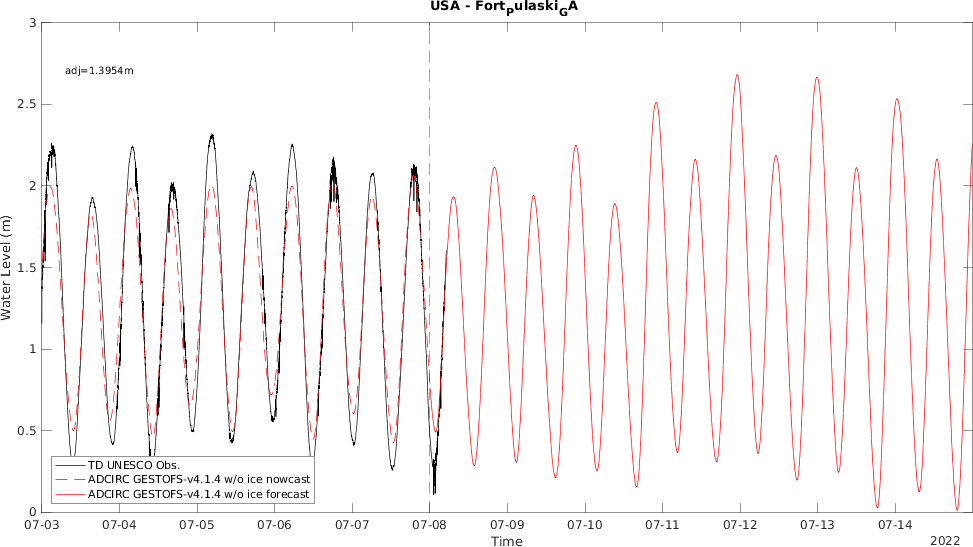 USA - FortPulaskiGA
adj=1.3954m
3
2.5
2
1.5
1
0.5
0
Water Level (m)
TD UNESCO Obs.
ADCIRC GESTOFS-v4.1.4 w/o ice nowcast
ADCIRC GESTOFS-v4.1.4 w/o ice forecast
07-03 07-04 07-05 07-06 07-07 07-08 07-09 07-10 07-11 07-12 07-13 07-14
Time
2022